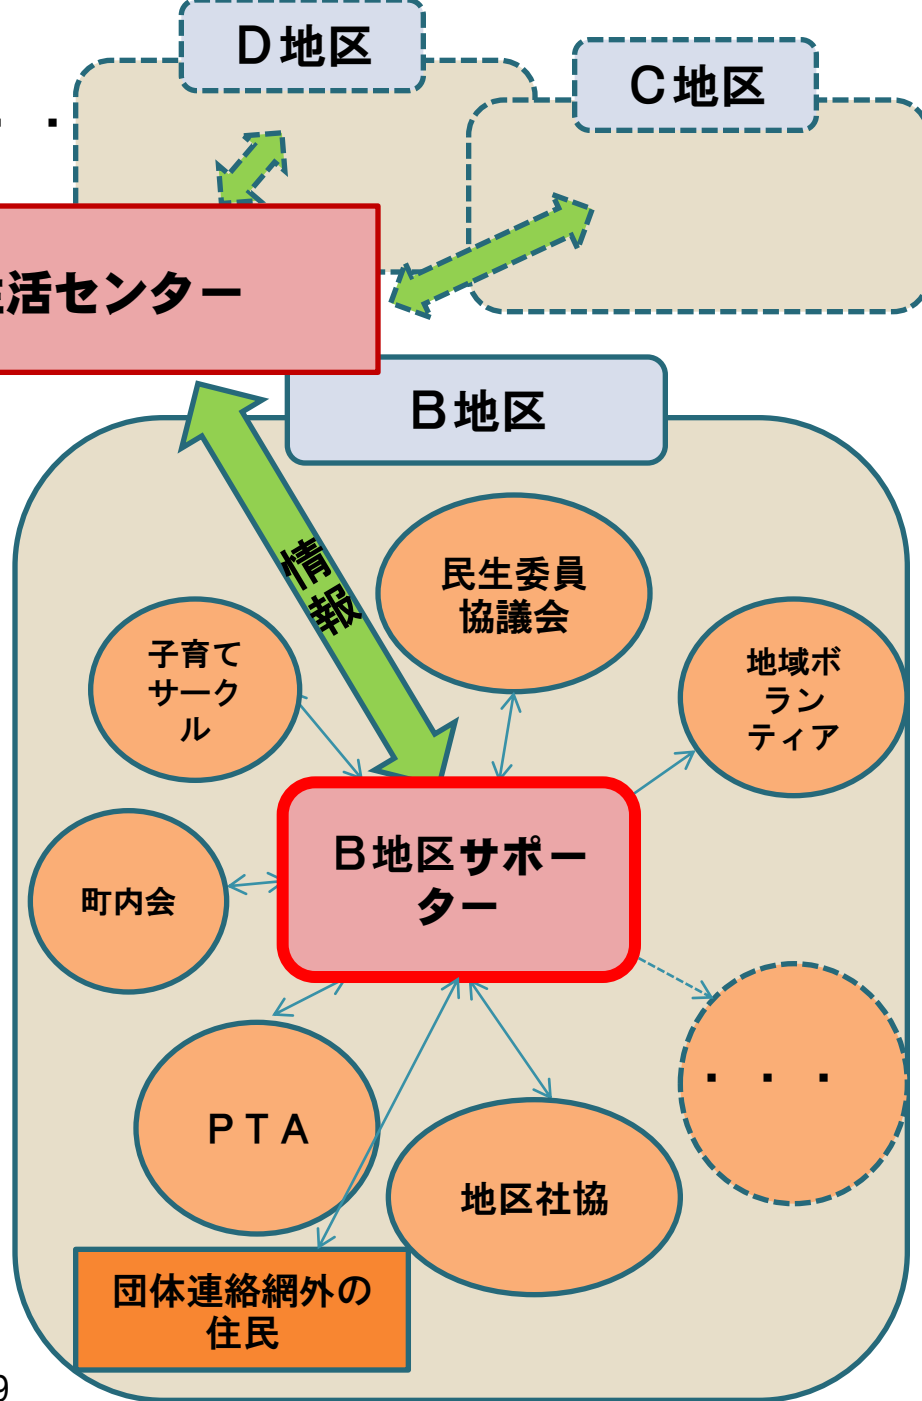 D地区
C地区
・・
活センター
B地区
情
報
民生委員
協議会
子育て
サーク
ル
地域ボ
ラン
ティア
B地区サポー
ター
町内会
・・・
PTA
地区社協
団体連絡網外の
住民
9